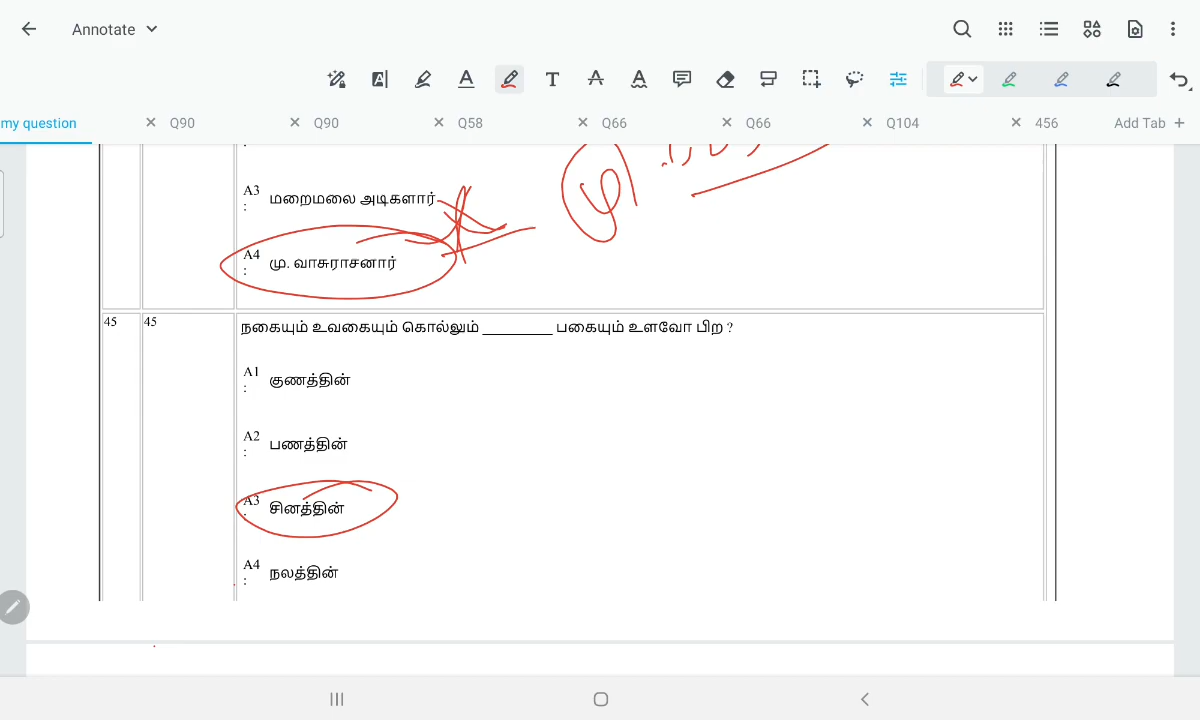 Annotate
my question
Q90
Q90
Q58
Q66
Q66
Q104
456
Add Tab +
A3 மறைமலை அடிகளார்
:
A4 மு. வாசுராசனார்
:
45 45 நகையும் உவகையும் கொல்லும் __________ பகையும் உளவோ பிற ?
A1 குணத்தின்
:
A2 பணத்தின்
:
A3 சினத்தின்
:
A4 நலத்தின்
: